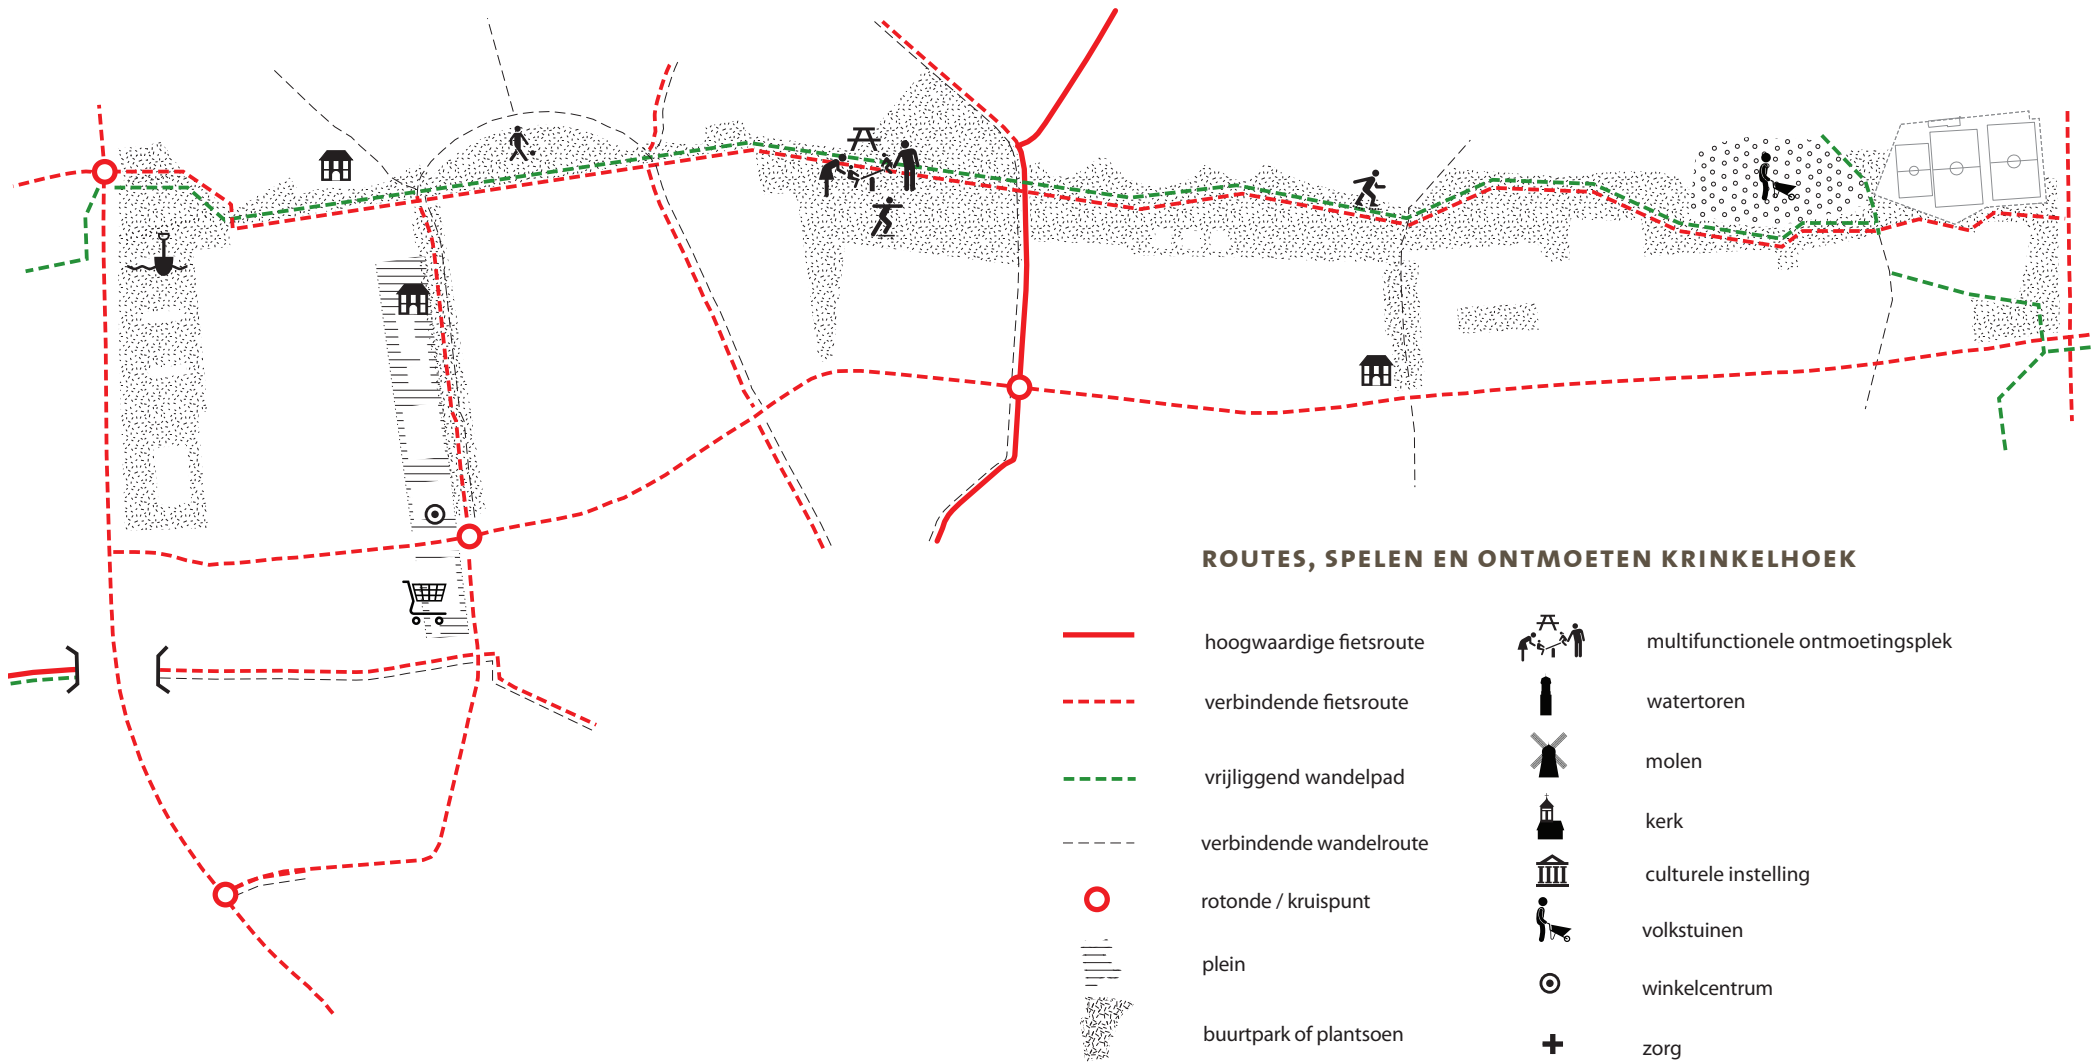 ROUTES, SPELEN EN ONTMOETEN KRINKELHOEK
hoogwaardige fietsroute
verbindende fietsroute
vrijliggend wandelpad
verbindende wandelroute
rotonde / kruispunt
plein
buurtpark of plantsoen
multifunctionele ontmoetingsplek
watertoren
molen
kerk
culturele instelling
volkstuinen
winkelcentrum
zorg